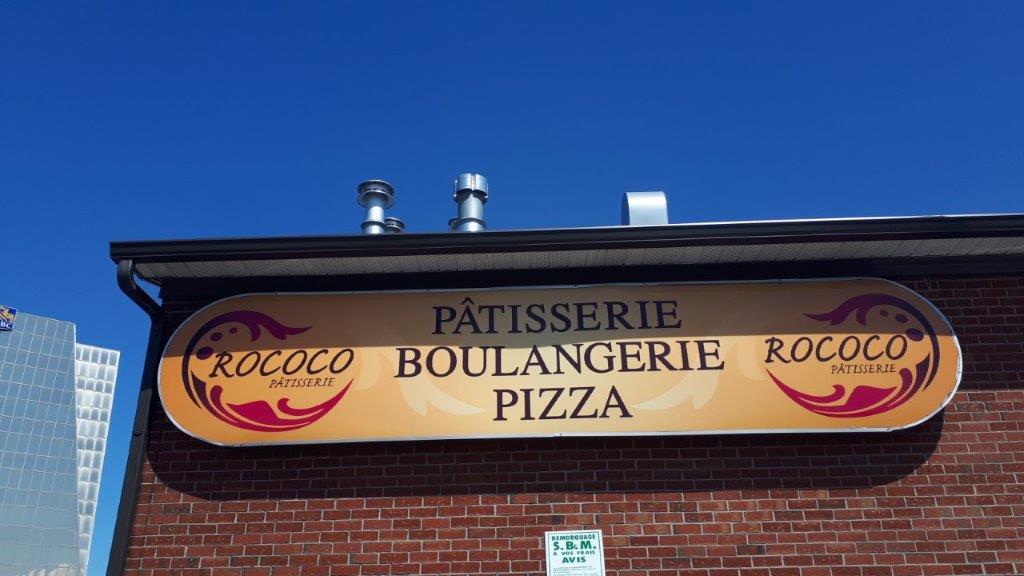 PÂTISSERIE
BOULANGERIE
PIZZA
ROCOCO
PÂTISSERIE
ROCOCO
PÂTISSERIE
REMORQUAGE
S.B.M.
A VOS FRAIS
AVIS